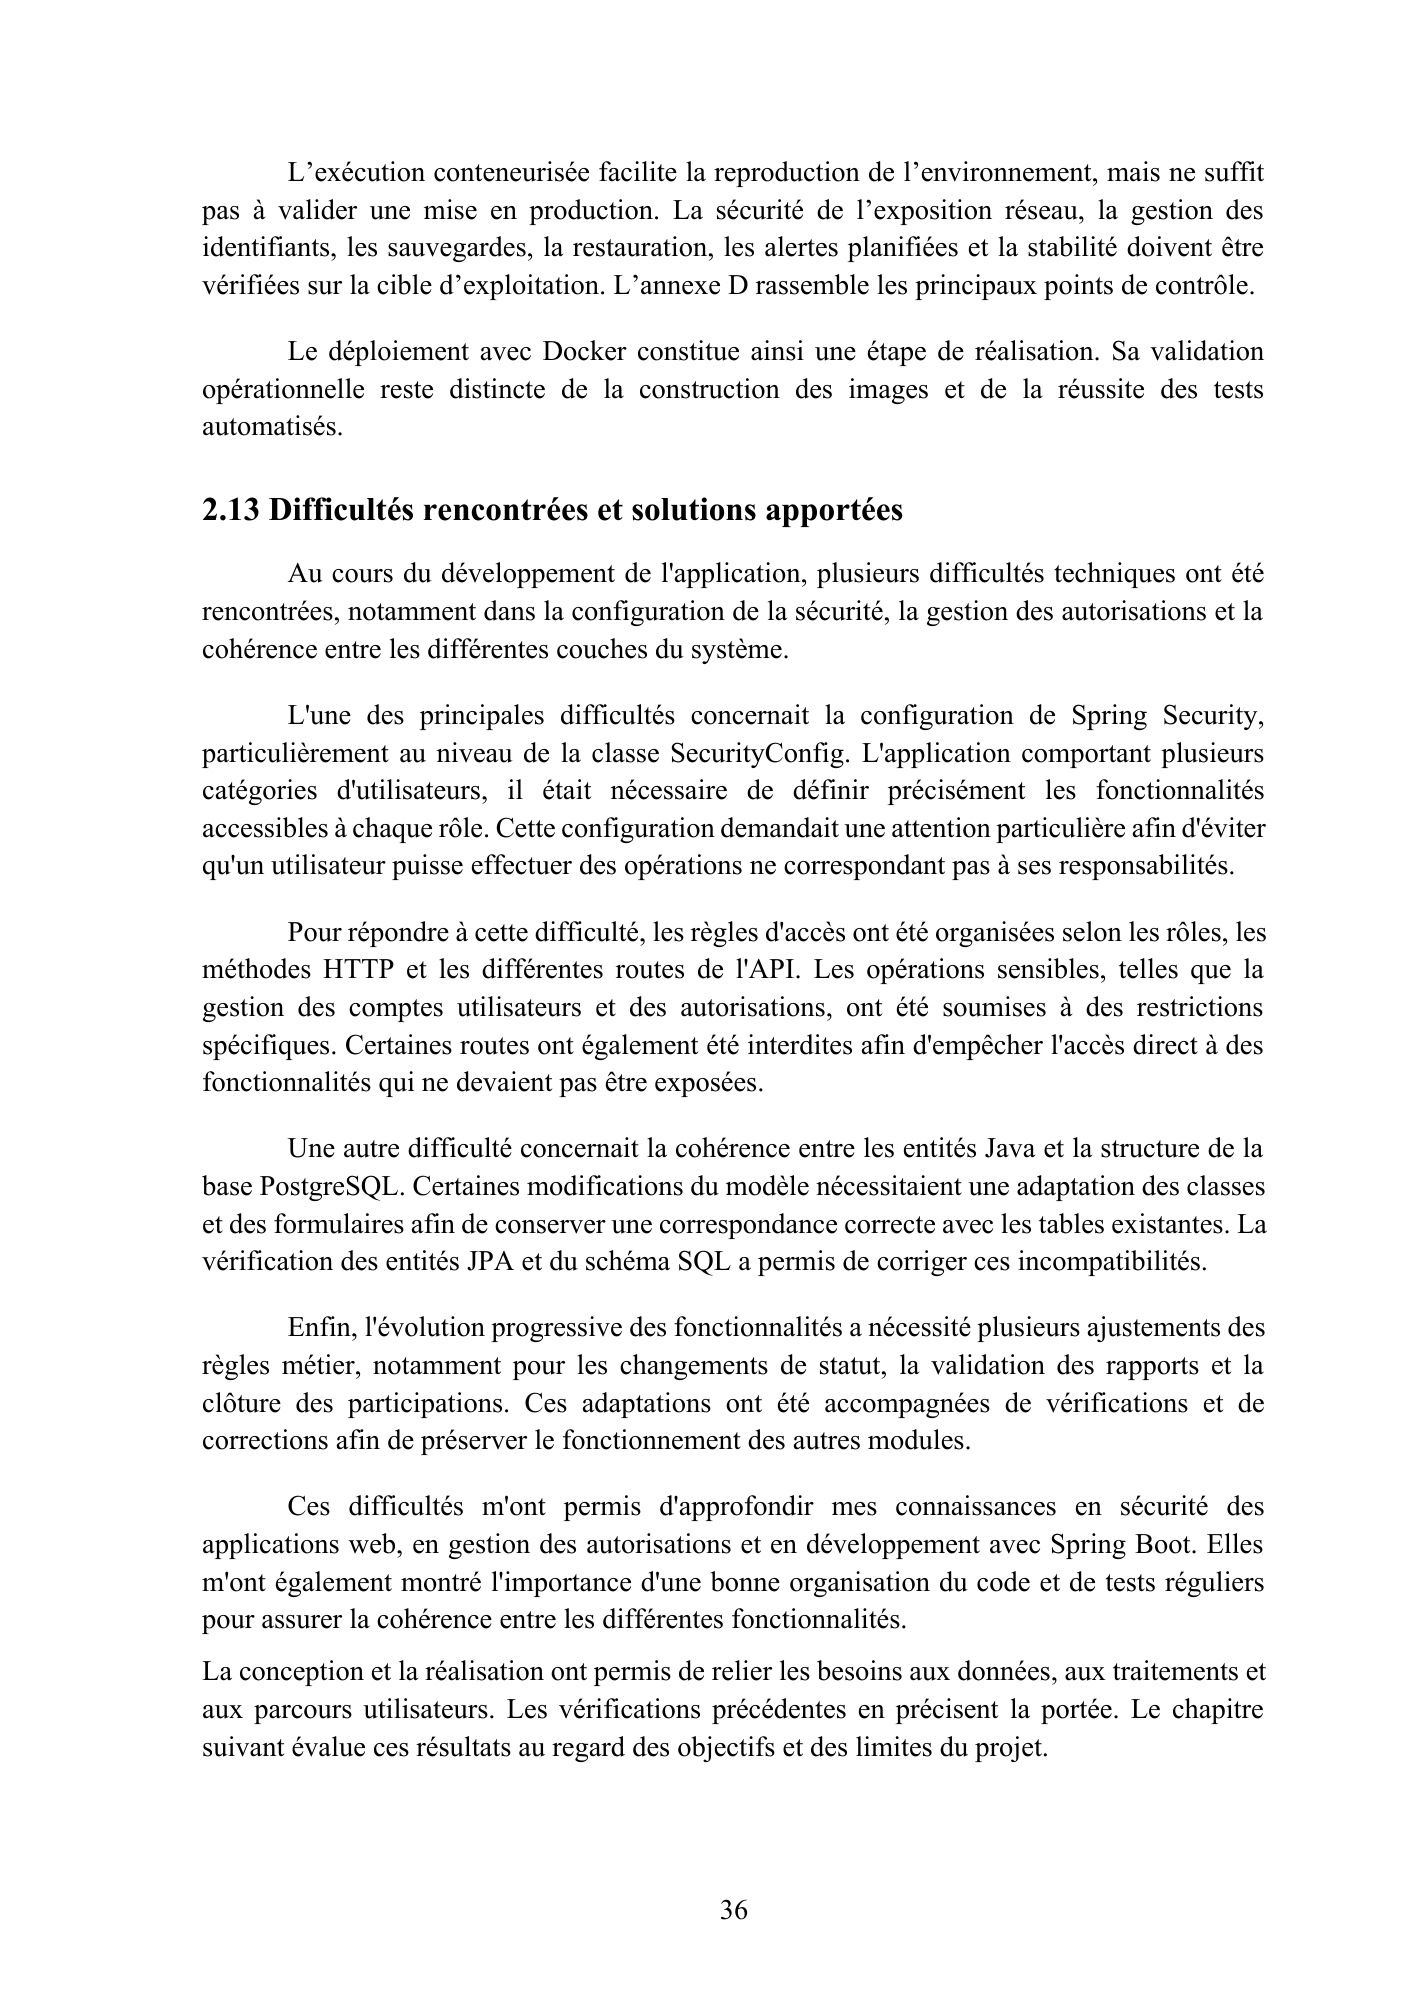 L’exécution conteneurisée facilite la reproduction de l’environnement, mais ne suffit
pas à valider une mise en production. La sécurité de l’exposition réseau, la gestion des
identifiants, les sauvegardes, la restauration, les alertes planifiées et la stabilité doivent être
vérifiées sur la cible d’exploitation. L’annexe D rassemble les principaux points de contrôle.
Le déploiement avec Docker constitue ainsi une étape de réalisation. Sa validation
opérationnelle reste distincte de la construction des images et de la réussite des tests
automatisés.
2.13 Difficultés rencontrées et solutions apportées
Au cours du développement de l'application, plusieurs difficultés techniques ont été
rencontrées, notamment dans la configuration de la sécurité, la gestion des autorisations et la
cohérence entre les différentes couches du système.
L'une des principales difficultés concernait la configuration de Spring Security,
particulièrement au niveau de la classe SecurityConfig. L'application comportant plusieurs
catégories d'utilisateurs, il était nécessaire de définir précisément les fonctionnalités
accessibles à chaque rôle. Cette configuration demandait une attention particulière afin d'éviter
qu'un utilisateur puisse effectuer des opérations ne correspondant pas à ses responsabilités.
Pour répondre à cette difficulté, les règles d'accès ont été organisées selon les rôles, les
méthodes HTTP et les différentes routes de l'API. Les opérations sensibles, telles que la
gestion des comptes utilisateurs et des autorisations, ont été soumises à des restrictions
spécifiques. Certaines routes ont également été interdites afin d'empêcher l'accès direct à des
fonctionnalités qui ne devaient pas être exposées.
Une autre difficulté concernait la cohérence entre les entités Java et la structure de la
base PostgreSQL. Certaines modifications du modèle nécessitaient une adaptation des classes
et des formulaires afin de conserver une correspondance correcte avec les tables existantes. La
vérification des entités JPA et du schéma SQL a permis de corriger ces incompatibilités.
Enfin, l'évolution progressive des fonctionnalités a nécessité plusieurs ajustements des
règles métier, notamment pour les changements de statut, la validation des rapports et la
clôture des participations. Ces adaptations ont été accompagnées de vérifications et de
corrections afin de préserver le fonctionnement des autres modules.
Ces difficultés m'ont permis d'approfondir mes connaissances en sécurité des
applications web, en gestion des autorisations et en développement avec Spring Boot. Elles
m'ont également montré l'importance d'une bonne organisation du code et de tests réguliers
pour assurer la cohérence entre les différentes fonctionnalités.
La conception et la réalisation ont permis de relier les besoins aux données, aux traitements et
aux parcours utilisateurs. Les vérifications précédentes en précisent la portée. Le chapitre
suivant évalue ces résultats au regard des objectifs et des limites du projet.
36